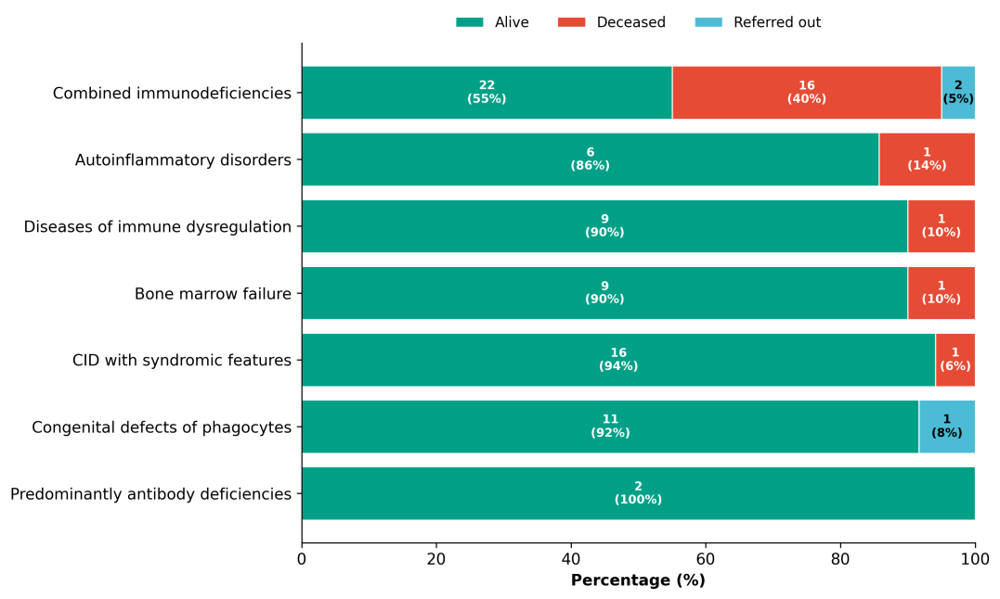 Alive Deceased Referred out
Combined immunodeficiencies
22
(55%)
16
(40%)
2
(5%)
Autoinflammatory disorders
6
(86%)
1
(14%)
Diseases of immune dysregulation
9
(90%)
1
(10%)
Bone marrow failure
9
(90%)
1
(10%)
CID with syndromic features
16
(94%)
1
(6%)
Congenital defects of phagocytes
11
(92%)
1
(8%)
Predominantly antibody deficiencies
2
(100%)
0 20 40 60 80 100
Percentage (%)